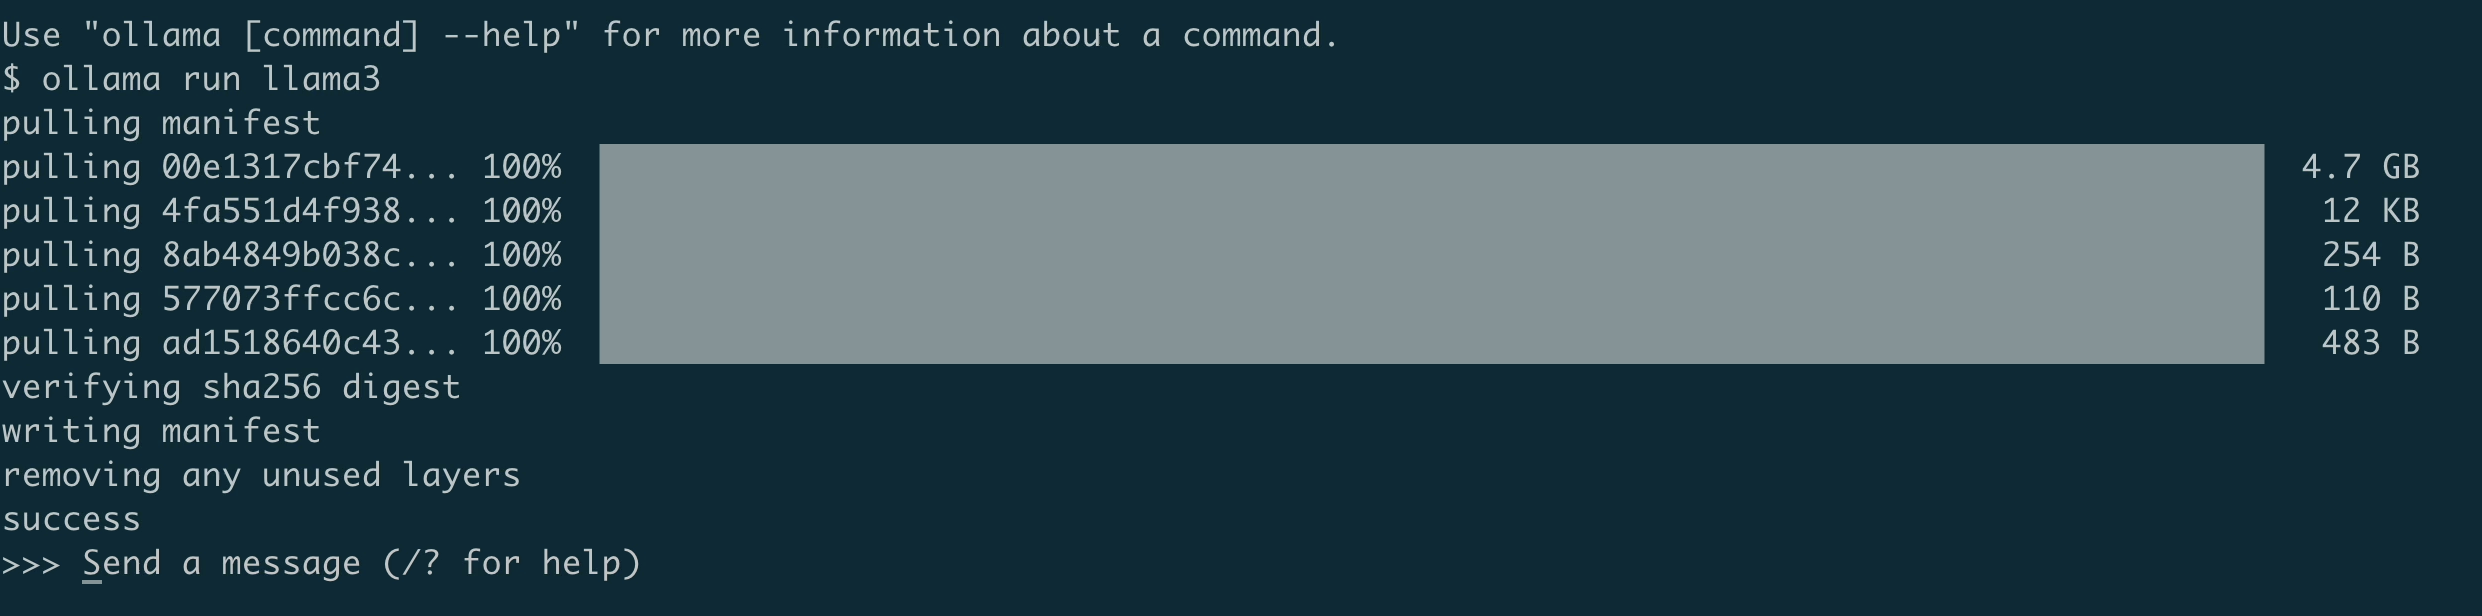 Use "ollama [command] --help" for more information about a command.
$ ollama run llama3
pulling manifest
pulling 00e1317cbf74... 100% 4.7 GB
pulling 4fa551d4f938... 100% 12 KB
pulling 8ab4849b038c... 100% 254 B
pulling 577073ffcc6c... 100% 110 B
pulling ad1518640c43... 100% 483 B
verifying sha256 digest
writing manifest
removing any unused layers
success
>>> Send a message (/? for help)